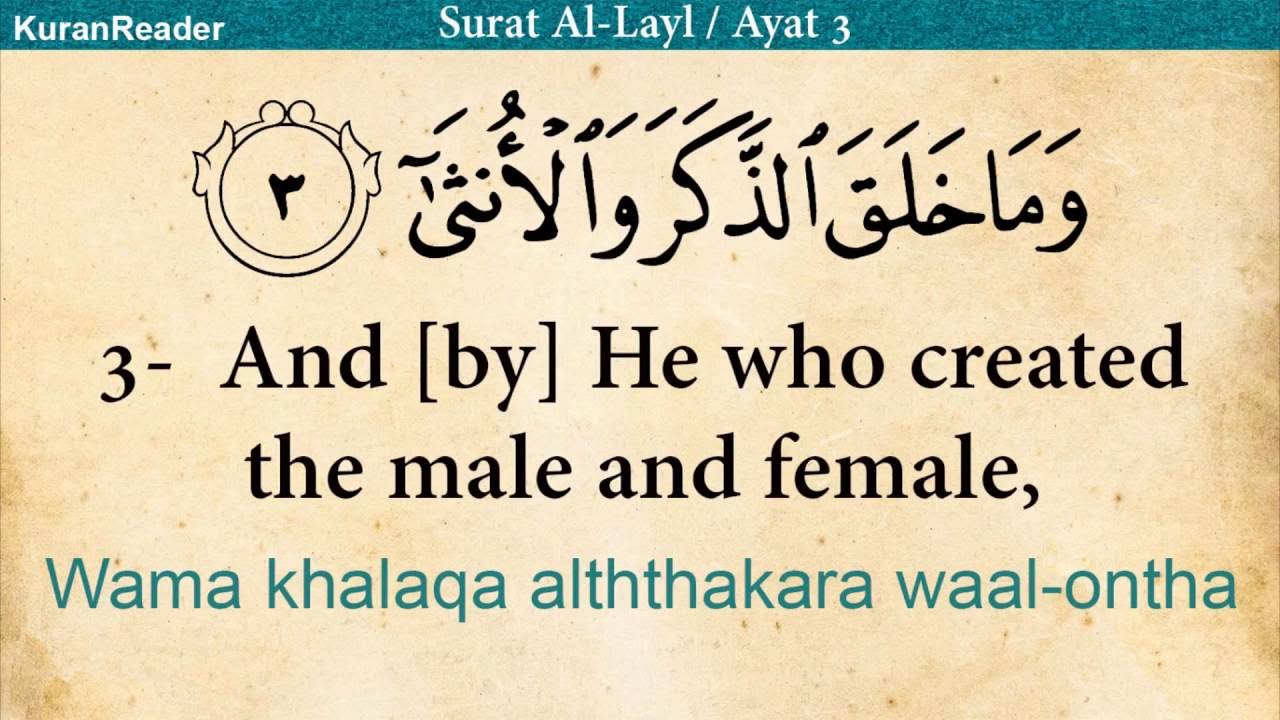 KuranReader
Surat Al-Layl / Ayat 3
وَمَا خَلَقَ ٱلذَّكَرَ وَٱلْأُنثَىٰٓ ٣
3- And [by] He who created
the male and female,
Wama khalaqa alththakara waal-ontha